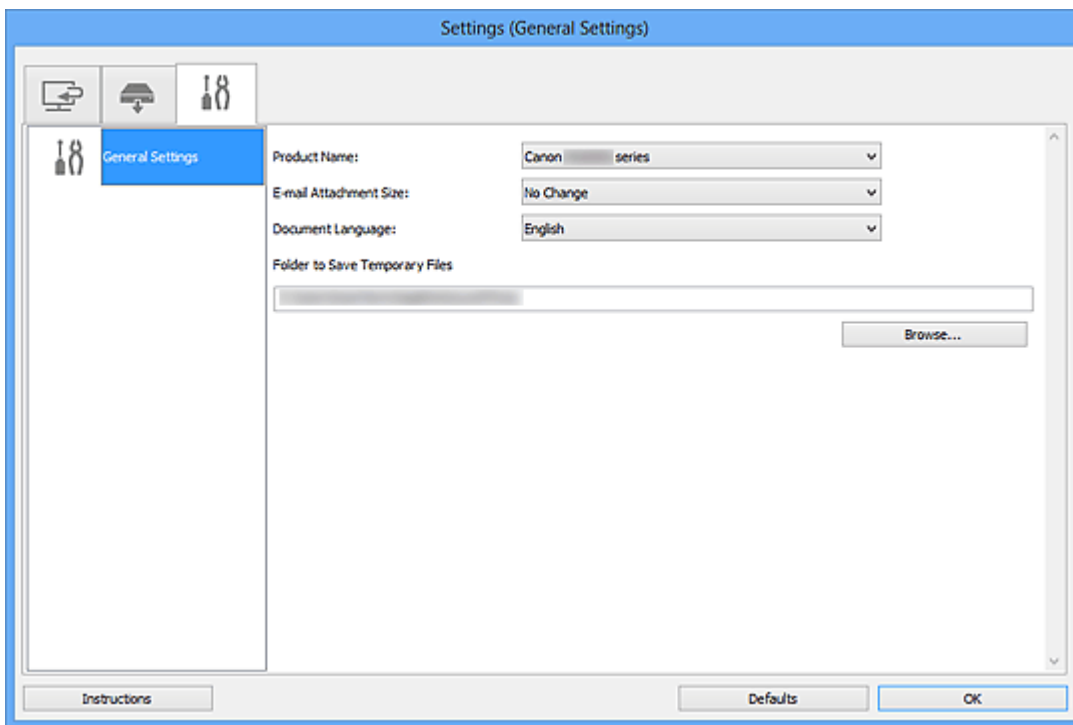 Settings (General Settings)
General Settings
Product Name:
Canon series
E-mail Attachment Size:
No Change
Document Language:
English
Folder to Save Temporary Files
Browse...
Instructions
Defaults
OK